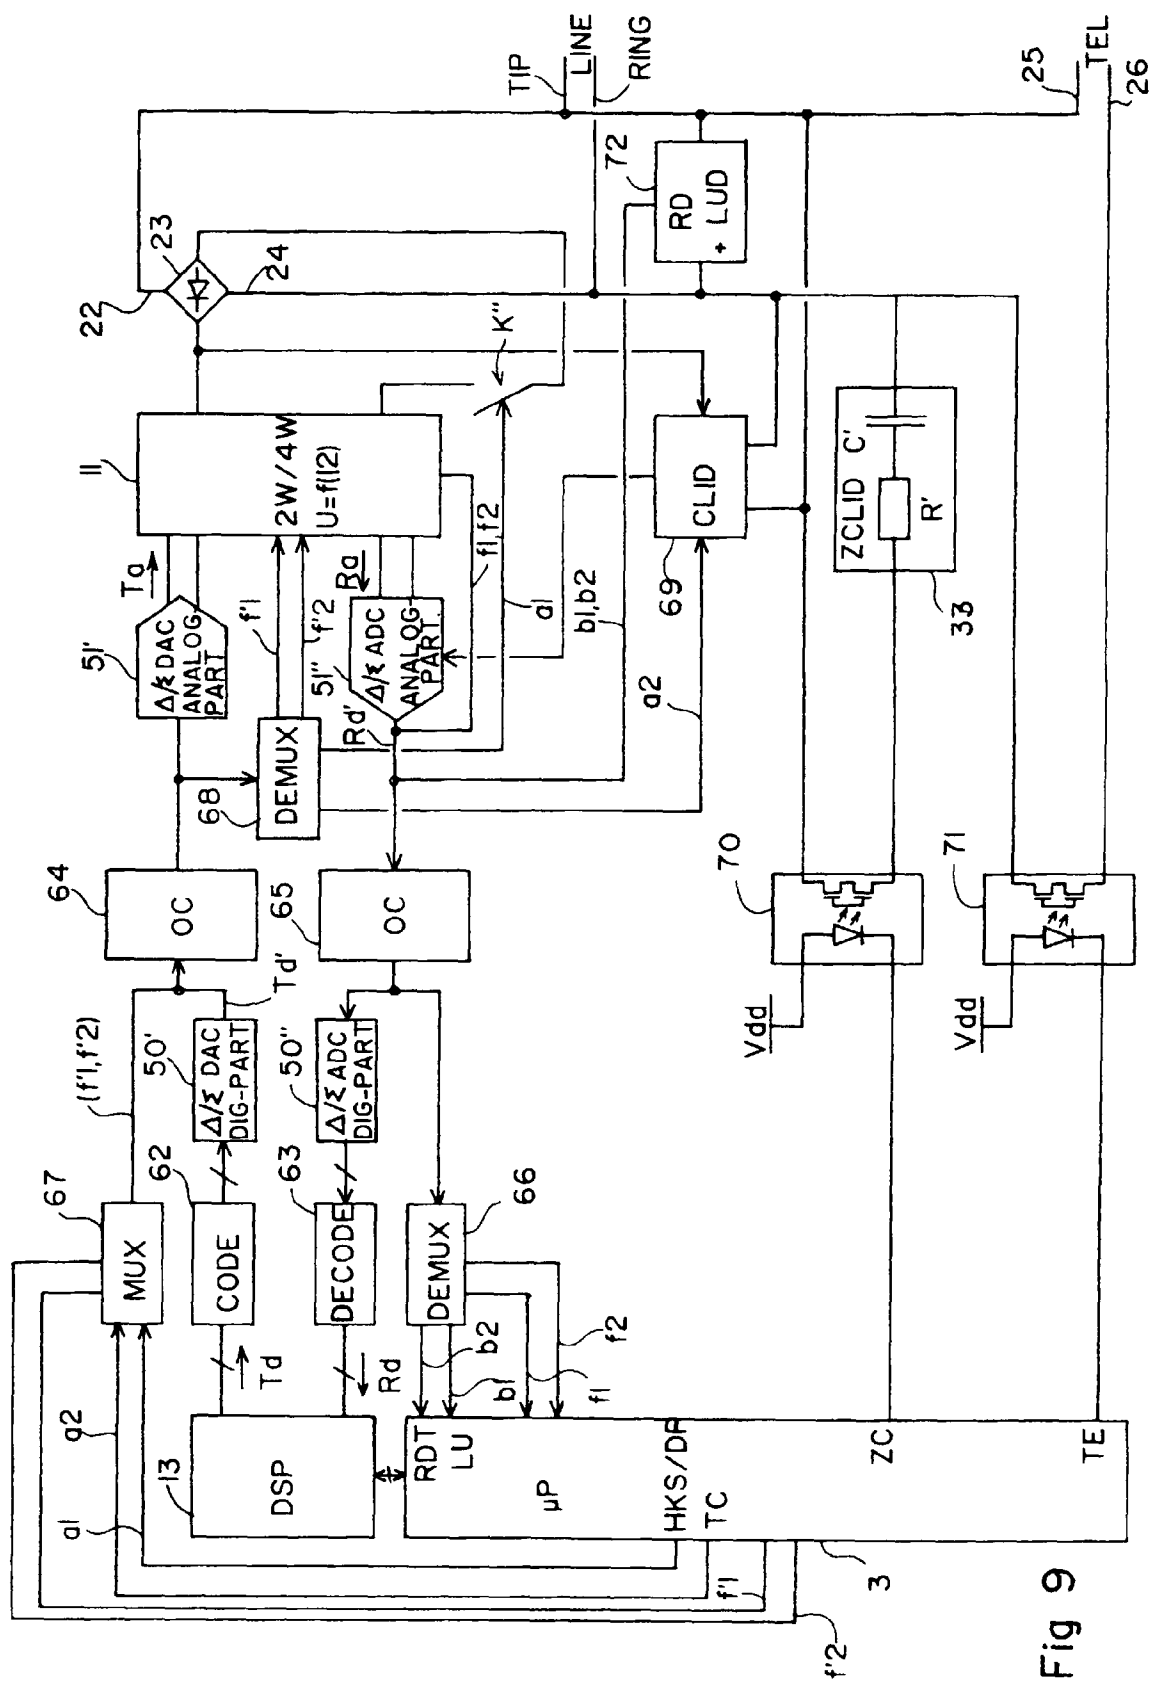 TIP
LINE
RING
25
TEL
26
22
23
24
72
RD
+ LUD
K"
11
2W/4W
U=f(I2)
Ta
51'
Δ/Σ DAC
ANALOG-
PART
f'1
f'2
Ra
51"
Δ/Σ ADC
ANALOG-
PART
Rd'
f1,f2
a1
b1,b2
a2
69
CLID
ZCLID
C'
R'
33
68
DEMUX
64
OC
65
OC
70
71
Vdd
Vdd
Td'
(f'1,f'2)
50'
Δ/Σ DAC
DIG-PART
50"
Δ/Σ ADC
DIG-PART
67
MUX
62
CODE
63
DECODE
66
DEMUX
Td
Rd
b2
b1
f1
f2
a2
a1
13
DSP
RDT
LU
μP
HKS/DP
TC
ZC
TE
3
f'1
f'2
Fig 9